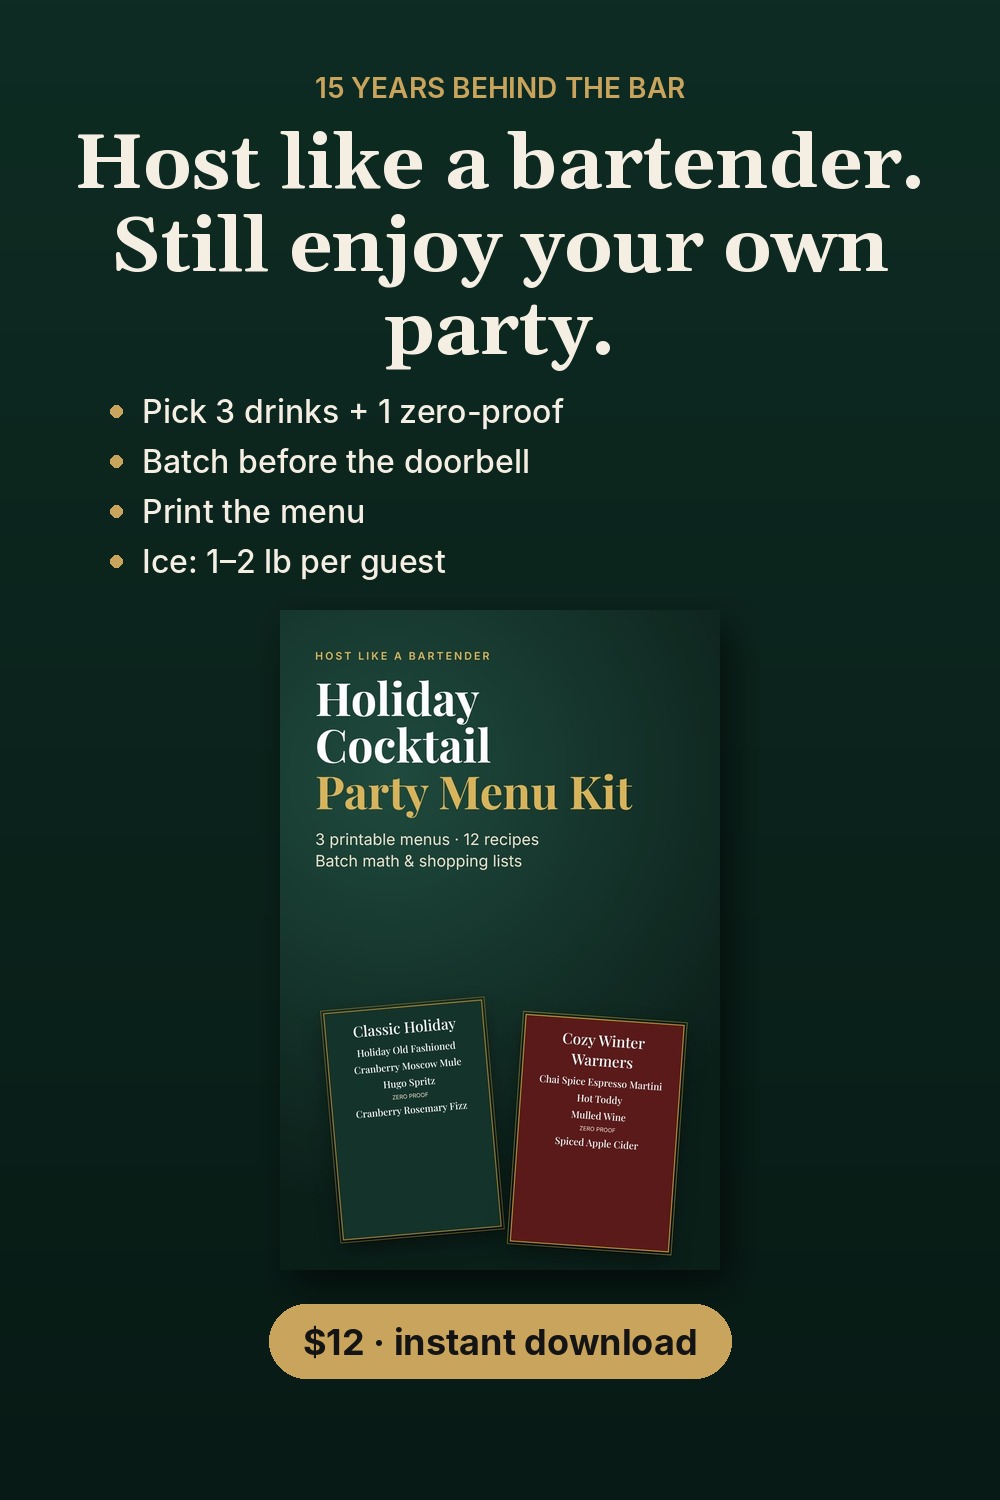 15 YEARS BEHIND THE BAR
Host like a bartender.
Still enjoy your own
party.
Pick 3 drinks + 1 zero-proof
Batch before the doorbell
Print the menu
Ice: 1–2 lb per guest
HOST LIKE A BARTENDER
Holiday
Cocktail
Party Menu Kit
3 printable menus · 12 recipes
Batch math & shopping lists
Classic Holiday
Holiday Old Fashioned
Cranberry Moscow Mule
Hugo Spritz
ZERO PROOF
Cranberry Rosemary Fizz
Cozy Winter
Warmers
Chai Spice Espresso Martini
Hot Toddy
Mulled Wine
ZERO PROOF
Spiced Apple Cider
$12 · instant download